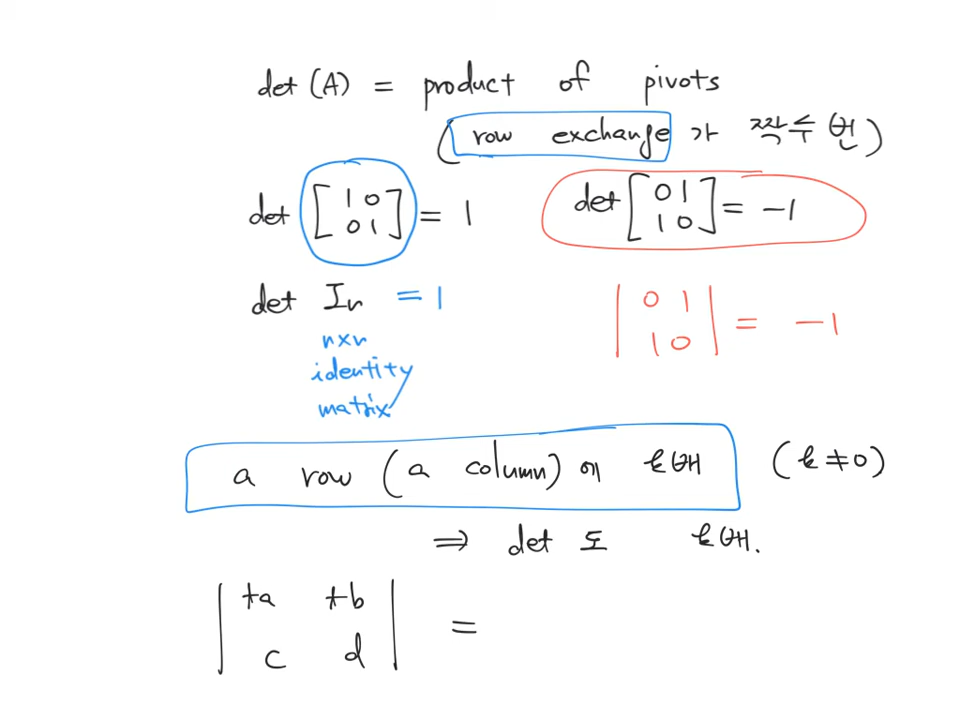 det (A) = product of pivots
( row exchange 가 짝수 번 )
det [ 1 0 = 1 det [ 0 1 = -1
0 1 ] 1 0 ]
det In = 1
| 0 1 | = -1
| 1 0 |
n×n
identity
matrix
a row ( a column ) 에 k배 ( k ≠ 0 )
⇒ det 도 k배.
| ta tb | =
| c d |